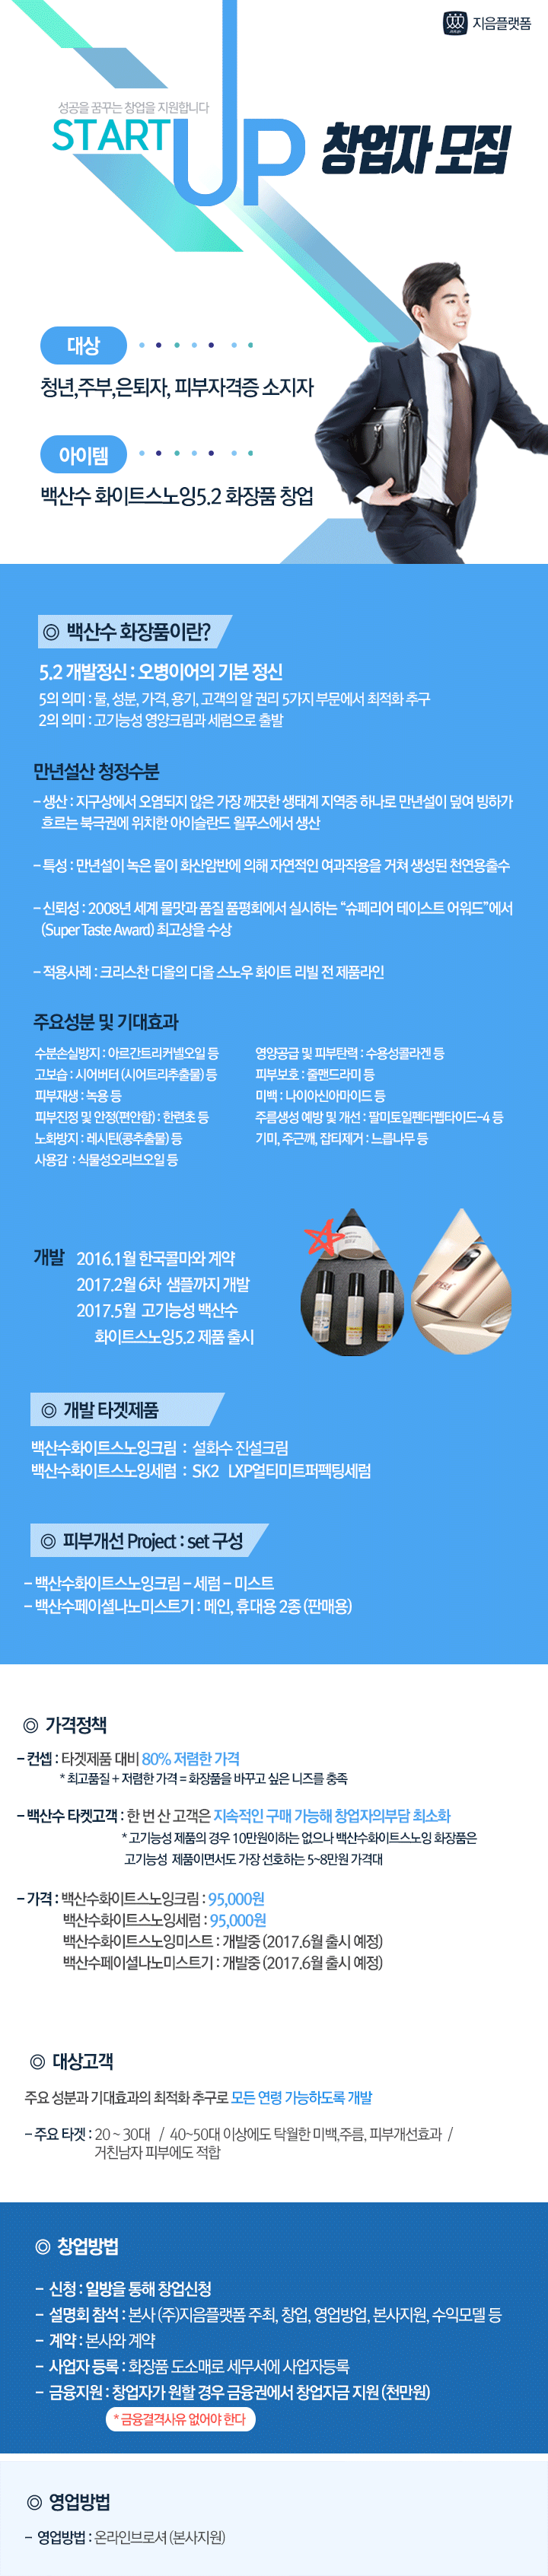 지음플랫폼
성공을 꿈꾸는 창업을 지원합니다
START UP 창업자 모집
대상
청년,주부,은퇴자, 피부자격증 소지자
아이템
백산수 화이트스노잉5.2 화장품 창업
◎ 백산수 화장품이란?
5.2 개발정신 : 오병이어의 기본 정신
5의 의미 : 물, 성분, 가격, 용기, 고객의 알 권리 5가지 부문에서 최적화 추구
2의 의미 : 고기능성 영양크림과 세럼으로 출발
만년설산 청정수분
- 생산 : 지구상에서 오염되지 않은 가장 깨끗한 생태계 지역중 하나로 만년설이 덮여 빙하가
흐르는 북극권에 위치한 아이슬란드 윌푸스에서 생산
- 특성 : 만년설이 녹은 물이 화산암반에 의해 자연적인 여과작용을 거쳐 생성된 천연용출수
- 신뢰성 : 2008년 세계 물맛과 품질 품평회에서 실시하는 “슈페리어 테이스트 어워드”에서
(Super Taste Award) 최고상을 수상
- 적용사례 : 크리스찬 디올의 디올 스노우 화이트 리빌 전 제품라인
주요성분 및 기대효과
수분손실방지 : 아르간트리커넬오일 등
고보습 : 시어버터 (시어트리추출물) 등
피부재생 : 녹용 등
피부진정 및 안정(편안함) : 한련초 등
노화방지 : 레시틴(콩추출물) 등
사용감 : 식물성오리브오일 등
영양공급 및 피부탄력 : 수용성콜라겐 등
피부보호 : 줄맨드라미 등
미백 : 나이아신아마이드 등
주름생성 예방 및 개선 : 팔미토일펜타펩타이드-4 등
기미, 주근깨, 잡티제거 : 느릅나무 등
개발 2016.1월 한국콜마와 계약
2017.2월 6차 샘플까지 개발
2017.5월 고기능성 백산수
화이트스노잉5.2 제품 출시
◎ 개발 타겟제품
백산수화이트스노잉크림 : 설화수 진설크림
백산수화이트스노잉세럼 : SK2 LXP얼티미트퍼펙팅세럼
◎ 피부개선 Project : set 구성
- 백산수화이트스노잉크림 - 세럼 - 미스트
- 백산수페이셜나노미스트기 : 메인, 휴대용 2종 (판매용)
◎ 가격정책
- 컨셉 : 타겟제품 대비 80% 저렴한 가격
* 최고품질 + 저렴한 가격 = 화장품을 바꾸고 싶은 니즈를 충족
- 백산수 타켓고객 : 한 번 산 고객은 지속적인 구매 가능해 창업자의부담 최소화
* 고기능성 제품의 경우 10만원이하는 없으나 백산수화이트스노잉 화장품은
고기능성 제품이면서도 가장 선호하는 5~8만원 가격대
- 가격 : 백산수화이트스노잉크림 : 95,000원
백산수화이트스노잉세럼 : 95,000원
백산수화이트스노잉미스트 : 개발중 (2017.6월 출시 예정)
백산수페이셜나노미스트기 : 개발중 (2017.6월 출시 예정)
◎ 대상고객
주요 성분과 기대효과의 최적화 추구로 모든 연령 가능하도록 개발
- 주요 타겟 : 20 ~ 30대 / 40~50대 이상에도 탁월한 미백,주름, 피부개선효과 /
거친남자 피부에도 적합
◎ 창업방법
- 신청 : 일방을 통해 창업신청
- 설명회 참석 : 본사 (주)지음플랫폼 주최, 창업, 영업방업, 본사지원, 수익모델 등
- 계약 : 본사와 계약
- 사업자 등록 : 화장품 도소매로 세무서에 사업자등록
- 금융지원 : 창업자가 원할 경우 금융권에서 창업자금 지원 (천만원)
* 금융결격사유 없어야 한다
◎ 영업방법
- 영업방법 : 온라인브로셔 (본사지원)